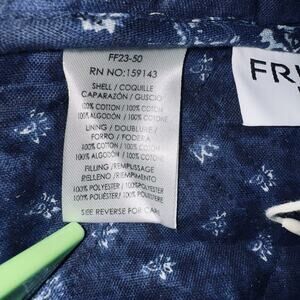 FF23-50
RN NO:159143
SHELL / COQUILLE
CAPARAZÓN / GUSCIO
100% COTTON / 100% COTON
100% ALGODÓN / 100% COTONE
LINING / DOUBLURE /
FORRO / FODERA
100% COTTON / 100% COTON
100% ALGODÓN / 100% COTONE
FILLING /REMPISSAGE
RELLENO /RIEMPIMENTO
100% POLYESTER / 100% POLYESTER
100% POLIÉSTER/ 100% POLIESTERE
SEE REVERSE FOR CARE
FR